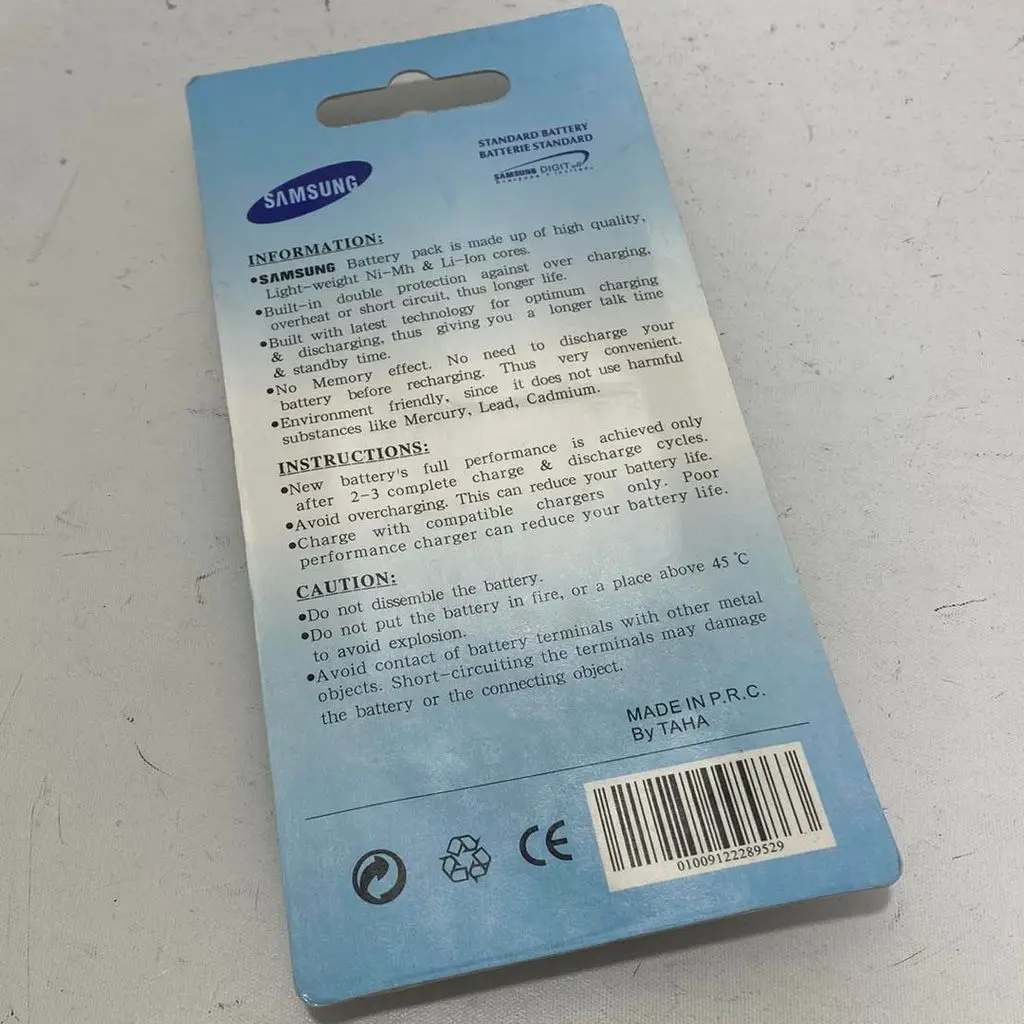 STANDARD BATTERY
BATTERIE STANDARD
SAMSUNG DIGITall
SAMSUNG
INFORMATION:
•SAMSUNG Battery pack is made up of high quality,
Light-weight Ni-Mh & Li-Ion cores.
•Built-in double protection against over charging,
overheat or short circuit, thus longer life.
•Built with latest technology for optimum charging
& discharging, thus giving you a longer talk time
& standby time.
•No Memory effect. No need to discharge your
battery before recharging. Thus very convenient.
•Environment friendly, since it does not use harmful
substances like Mercury, Lead, Cadmium.
INSTRUCTIONS:
•New battery's full performance is achieved only
after 2-3 complete charge & discharge cycles.
•Avoid overcharging. This can reduce your battery life.
•Charge with compatible chargers only. Poor
performance charger can reduce your battery life.
CAUTION:
•Do not dissemble the battery.
•Do not put the battery in fire, or a place above 45 °C
to avoid explosion.
•Avoid contact of battery terminals with other metal
objects. Short-circuiting the terminals may damage
the battery or the connecting object.
MADE IN P.R.C.
By TAHA
CE
01009122289529